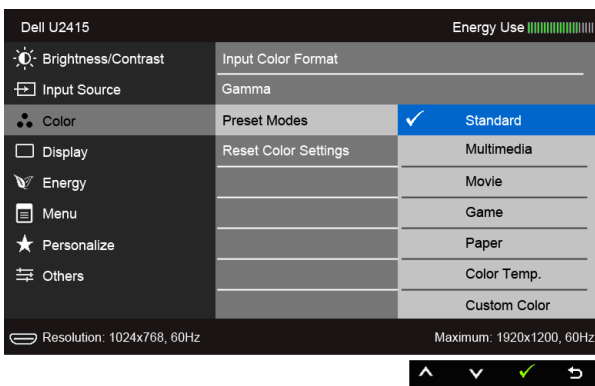 Dell U2415 Energy Use
Brightness/Contrast Input Color Format
Input Source Gamma
Color Preset Modes Standard
Display Reset Color Settings Multimedia
Energy Movie
Menu Game
Personalize Paper
Others Color Temp.
Custom Color
Resolution: 1024x768, 60Hz Maximum: 1920x1200, 60Hz